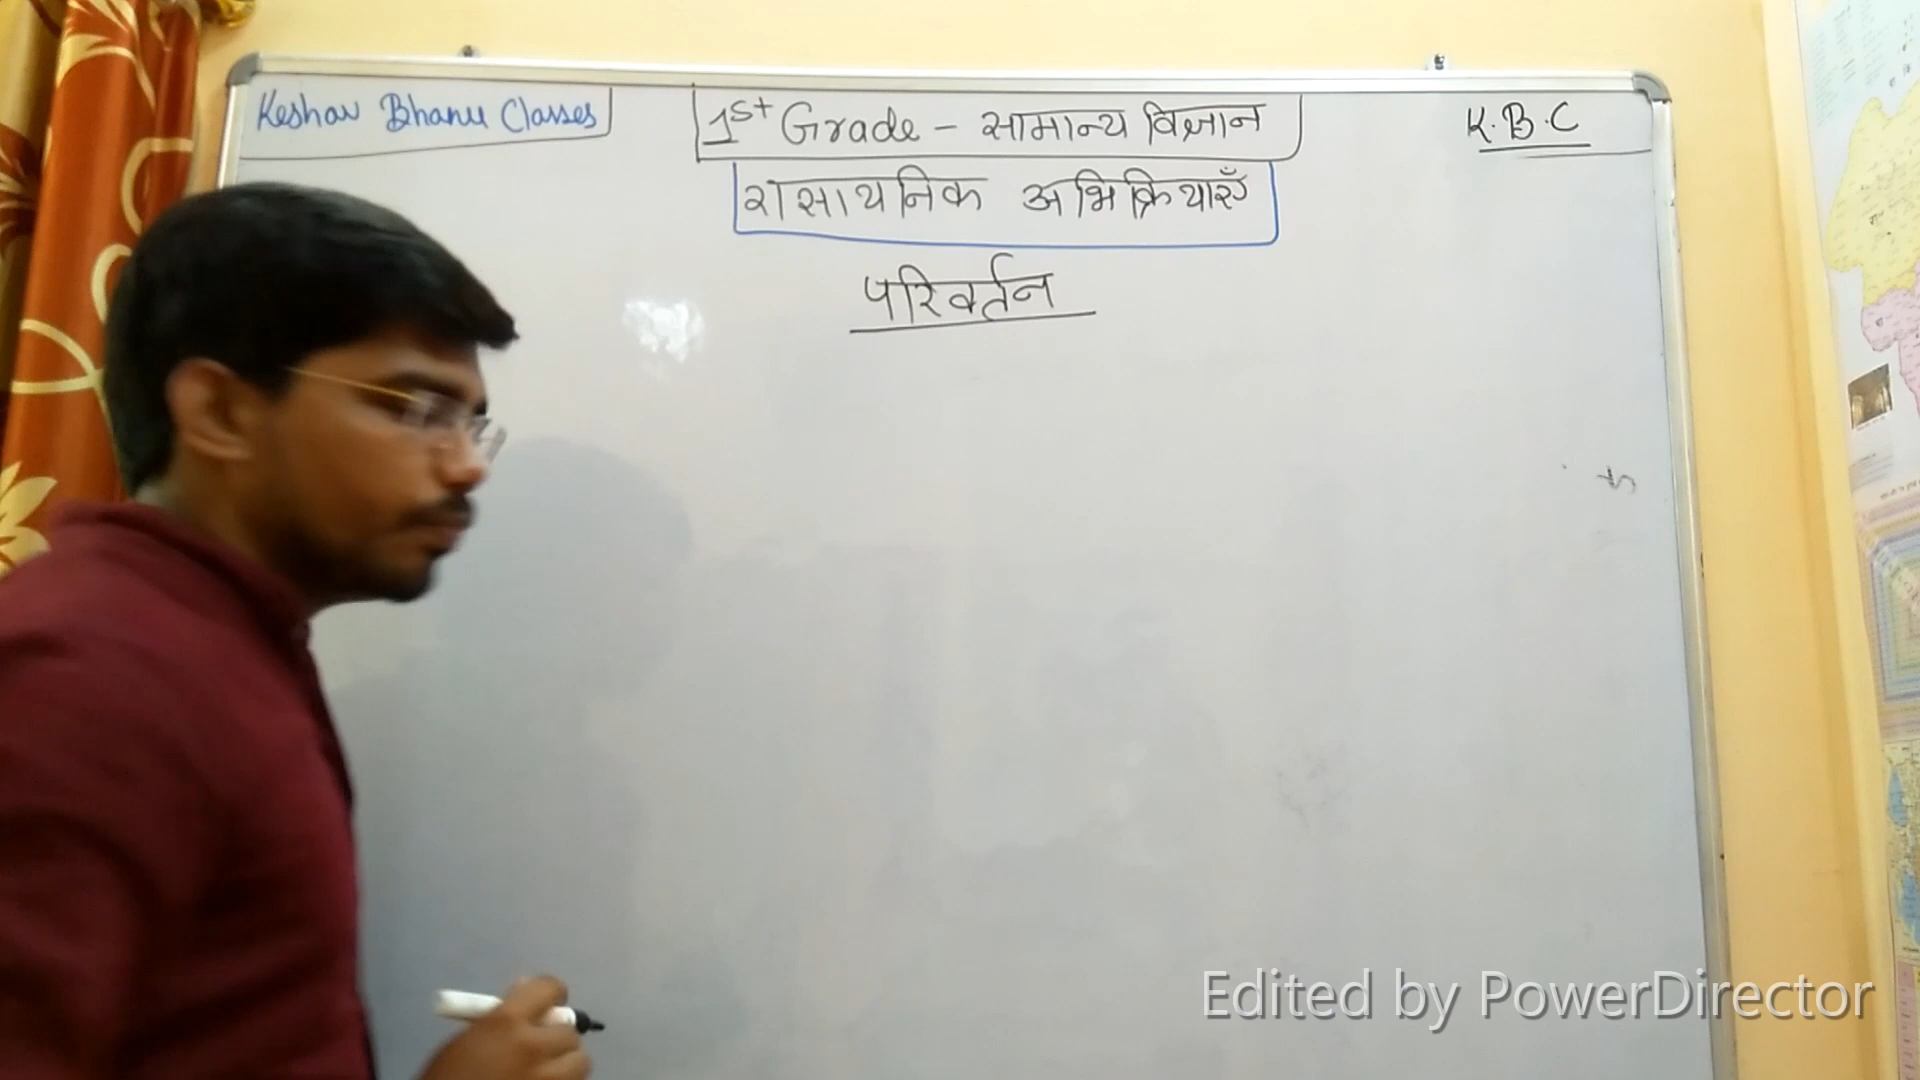 Keshav Bhanu Classes
1st Grade - सामान्य विज्ञान
K.B.C
रासायनिक अभिक्रियाएँ
परिवर्तन
Edited by PowerDirector